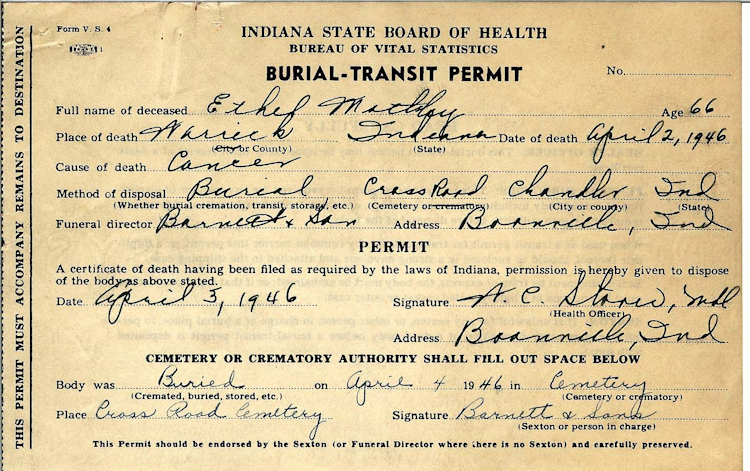 Form V. S. 4
INDIANA STATE BOARD OF HEALTH
BUREAU OF VITAL STATISTICS
BURIAL-TRANSIT PERMIT
No.
Full name of deceased Ethel Age 66
Place of death Warrick Indiana Date of death April 2, 1946
(City or County) (State)
Cause of death Cancer
Method of disposal Burial Cross Road Chandler Ind
(Whether burial cremation, transit, storage, etc.) (Cemetery or crematory) (City or county) (State)
Funeral director Barnett & Son Address Boonville, Ind
PERMIT
A certificate of death having been filed as required by the laws of Indiana, permission is hereby given to dispose
of the body as above stated.
Date April 3, 1946 Signature W. C. Stover, Md
(Health Officer)
Address Boonville, Ind
CEMETERY OR CREMATORY AUTHORITY SHALL FILL OUT SPACE BELOW
Body was Buried on April 4 1946 in Cemetery
(Cremated, buried, stored, etc.) (Cemetery or crematory)
Place Cross Road Cemetery Signature Barnett & Sons
(Sexton or person in charge)
This Permit should be endorsed by the Sexton (or Funeral Director where there is no Sexton) and carefully preserved.
THIS PERMIT MUST ACCOMPANY REMAINS TO DESTINATION